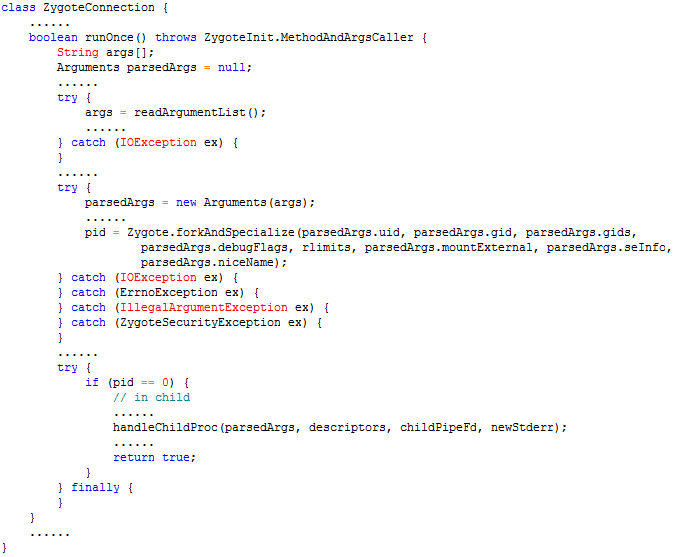 class ZygoteConnection {
    ......
    boolean runOnce() throws ZygoteInit.MethodAndArgsCaller {
        String args[];
        Arguments parsedArgs = null;
        ......
        try {
            args = readArgumentList();
            ......
        } catch (IOException ex) {
        }
        ......
        try {
            parsedArgs = new Arguments(args);
            ......
            pid = Zygote.forkAndSpecialize(parsedArgs.uid, parsedArgs.gid, parsedArgs.gids,
                    parsedArgs.debugFlags, rlimits, parsedArgs.mountExternal, parsedArgs.seInfo,
                    parsedArgs.niceName);
        } catch (IOException ex) {
        } catch (ErrnoException ex) {
        } catch (IllegalArgumentException ex) {
        } catch (ZygoteSecurityException ex) {
        }
        ......
        try {
            if (pid == 0) {
                // in child
                ......
                handleChildProc(parsedArgs, descriptors, childPipeFd, newStderr);
                ......
                return true;
            }
        } finally {
        }
    }
    ......
}